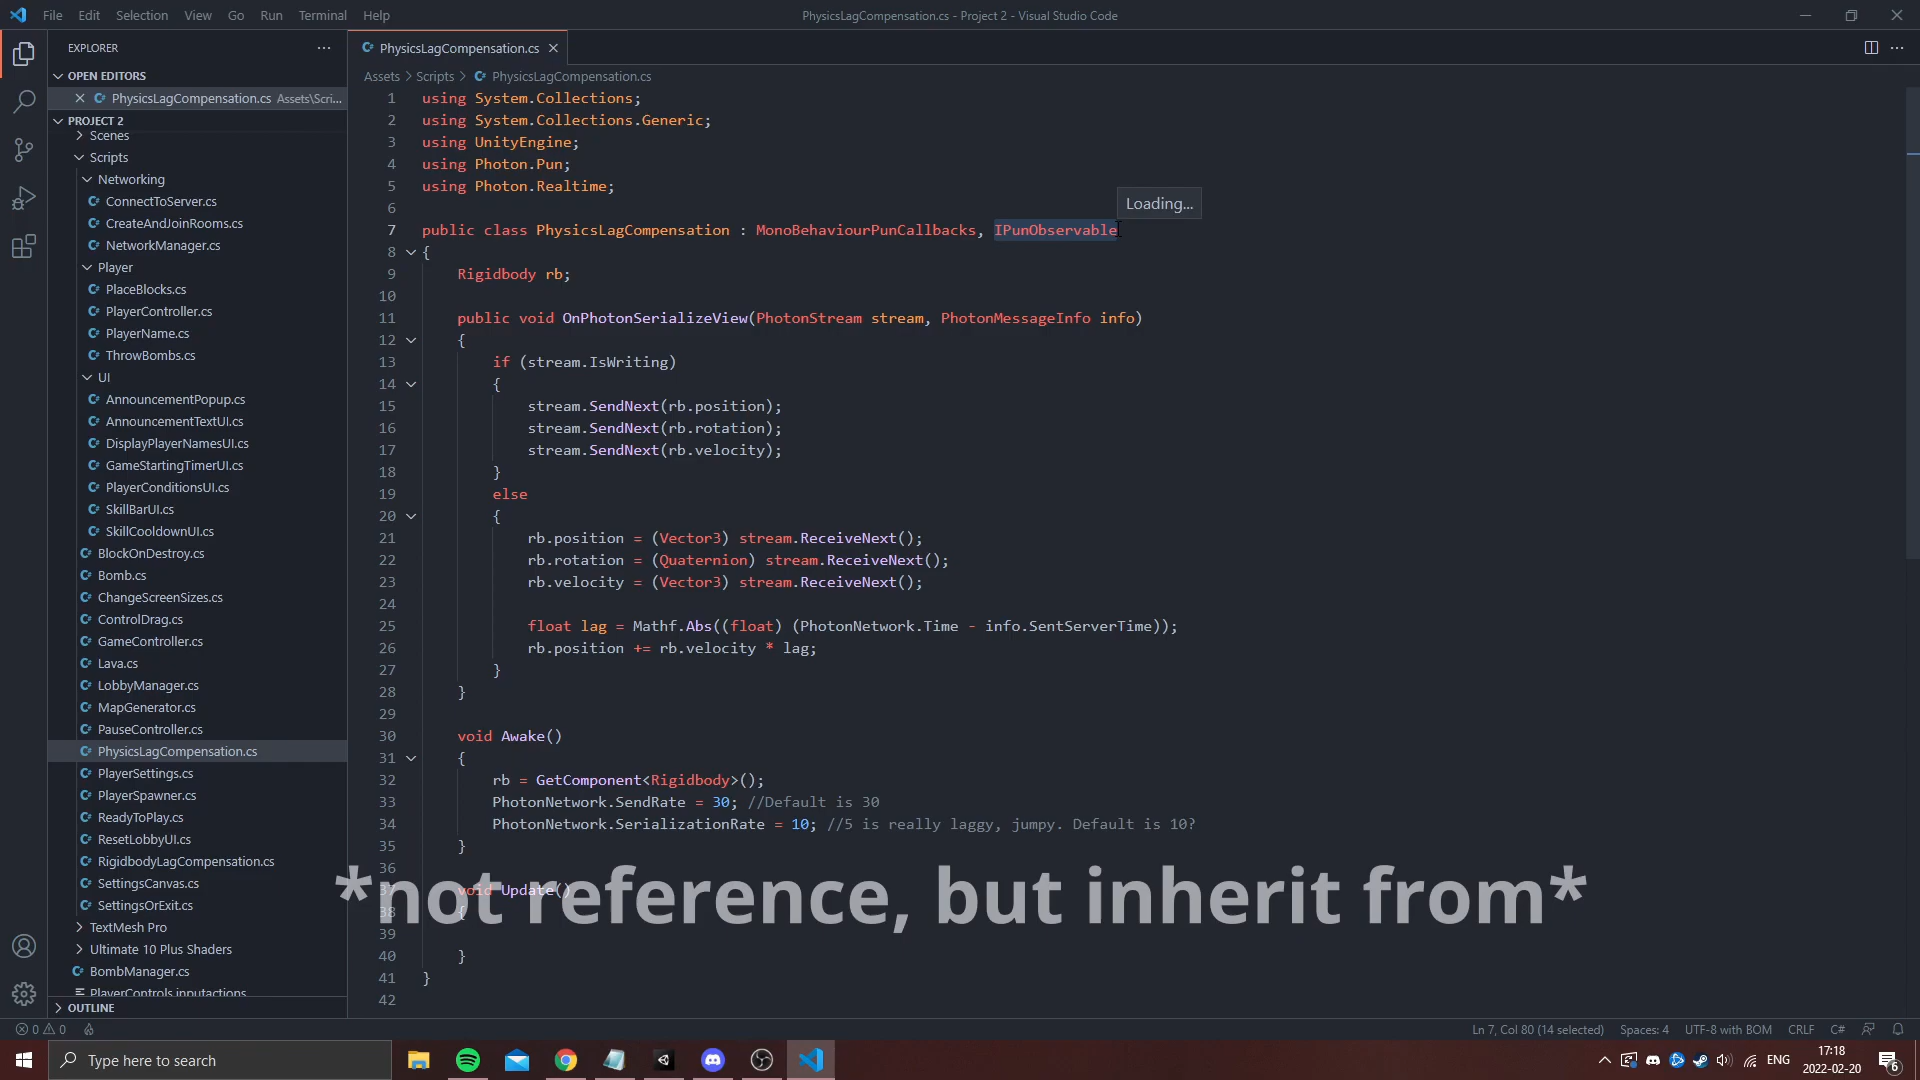 File Edit Selection View Go Run Terminal Help
PhysicsLagCompensation.cs - Project 2 - Visual Studio Code
EXPLORER
OPEN EDITORS
PhysicsLagCompensation.cs Assets\Scri...
PROJECT 2
Scenes
Scripts
Networking
ConnectToServer.cs
CreateAndJoinRooms.cs
NetworkManager.cs
Player
PlaceBlocks.cs
PlayerController.cs
PlayerName.cs
ThrowBombs.cs
UI
AnnouncementPopup.cs
AnnouncementTextUI.cs
DisplayPlayerNamesUI.cs
GameStartingTimerUI.cs
PlayerConditionsUI.cs
SkillBarUI.cs
SkillCooldownUI.cs
BlockOnDestroy.cs
Bomb.cs
ChangeScreenSizes.cs
ControlDrag.cs
GameController.cs
Lava.cs
LobbyManager.cs
MapGenerator.cs
PauseController.cs
PhysicsLagCompensation.cs
PlayerSettings.cs
PlayerSpawner.cs
ReadyToPlay.cs
ResetLobbyUI.cs
RigidbodyLagCompensation.cs
SettingsCanvas.cs
SettingsOrExit.cs
TextMesh Pro
Ultimate 10 Plus Shaders
BombManager.cs
PlayerControls.inputactions
OUTLINE
PhysicsLagCompensation.cs
Assets > Scripts > PhysicsLagCompensation.cs
1 using System.Collections;
2 using System.Collections.Generic;
3 using UnityEngine;
4 using Photon.Pun;
5 using Photon.Realtime;
6
Loading...
7 public class PhysicsLagCompensation : MonoBehaviourPunCallbacks, IPunObservable
8 {
9 Rigidbody rb;
10
11 public void OnPhotonSerializeView(PhotonStream stream, PhotonMessageInfo info)
12 {
13 if (stream.IsWriting)
14 {
15 stream.SendNext(rb.position);
16 stream.SendNext(rb.rotation);
17 stream.SendNext(rb.velocity);
18 }
19 else
20 {
21 rb.position = (Vector3) stream.ReceiveNext();
22 rb.rotation = (Quaternion) stream.ReceiveNext();
23 rb.velocity = (Vector3) stream.ReceiveNext();
24
25 float lag = Mathf.Abs((float) (PhotonNetwork.Time - info.SentServerTime));
26 rb.position += rb.velocity * lag;
27 }
28 }
29
30 void Awake()
31 {
32 rb = GetComponent<Rigidbody>();
33 PhotonNetwork.SendRate = 30; //Default is 30
34 PhotonNetwork.SerializationRate = 10; //5 is really laggy, jumpy. Default is 10?
35 }
36
37 void Update()
38 {
39
40 }
41 }
42
*not reference, but inherit from*
0 0
Ln 7, Col 80 (14 selected) Spaces: 4 UTF-8 with BOM CRLF C#
Type here to search
ENG
17:18
2022-02-20
6